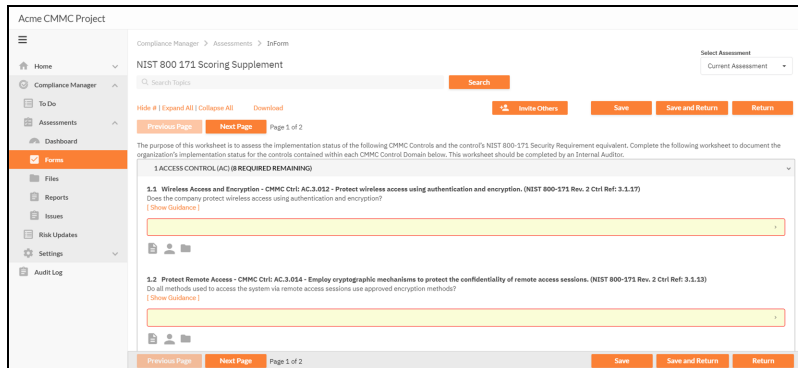 Acme CMMC Project
Compliance Manager > Assessments > InForm
Select Assessment
Home
NIST 800 171 Scoring Supplement
Current Assessment
Compliance Manager
Search Topics
Search
To Do
Hide # | Expand All | Collapse All Download
Invite Others
Save
Save and Return
Return
Assessments
Previous Page
Next Page
Page 1 of 2
Dashboard
The purpose of this worksheet is to assess the implementation status of the following CMMC Controls and the control's NIST 800-171 Security Requirement equivalent. Complete the following worksheet to document the
organization's implementation status for the controls contained within each CMMC Control Domain below. This worksheet should be completed by an Internal Auditor.
Forms
1 ACCESS CONTROL (AC) (8 REQUIRED REMAINING)
Files
1.1 Wireless Access and Encryption - CMMC Ctrl: AC.3.012 - Protect wireless access using authentication and encryption. (NIST 800-171 Rev. 2 Ctrl Ref: 3.1.17)
Reports
Does the company protect wireless access using authentication and encryption?
[ Show Guidance ]
Issues
Risk Updates
Settings
Audit Log
1.2 Protect Remote Access - CMMC Ctrl: AC.3.014 - Employ cryptographic mechanisms to protect the confidentiality of remote access sessions. (NIST 800-171 Rev. 2 Ctrl Ref: 3.1.13)
Do all methods used to access the system via remote access sessions use approved encryption methods?
[ Show Guidance ]
Previous Page
Next Page
Page 1 of 2
Save
Save and Return
Return